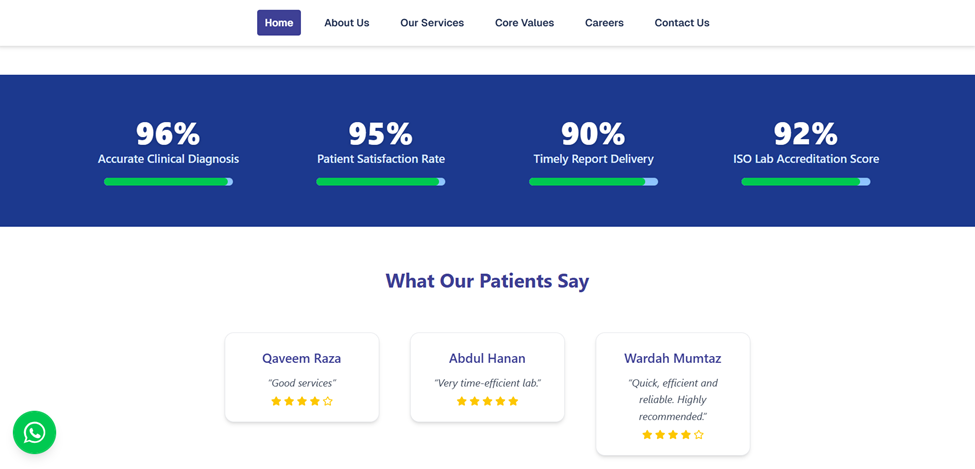 Home About Us Our Services Core Values Careers Contact Us
96% 95% 90% 92%
Accurate Clinical Diagnosis Patient Satisfaction Rate Timely Report Delivery ISO Lab Accreditation Score
What Our Patients Say
Qaveem Raza
"Good services"
Abdul Hanan
"Very time-efficient lab."
Wardah Mumtaz
"Quick, efficient and
reliable. Highly
recommended."